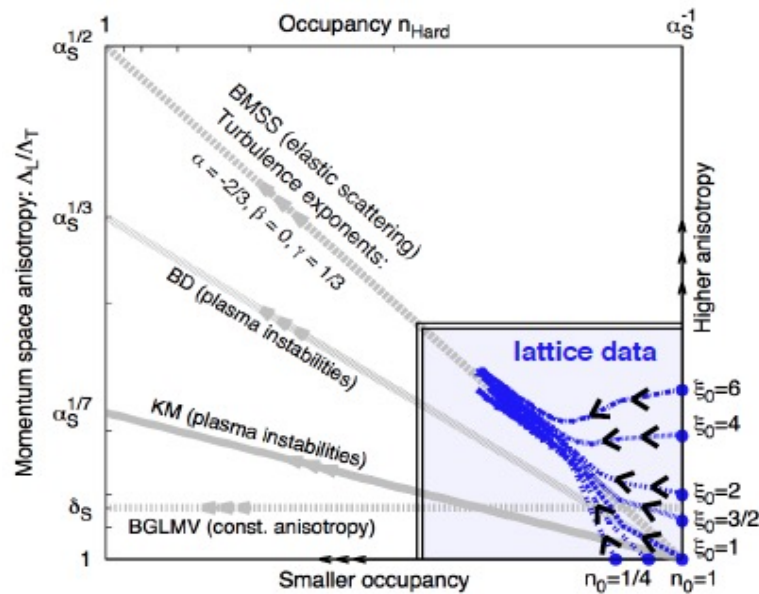 1
Occupancy n_Hard
α_S^-1
α_S^1/2
BMSS (elastic scattering)
Turbulence exponents:
α = -2/3, β = 0, γ = 1/3
Momentum space anisotropy: Λ_L/Λ_T
Higher anisotropy
α_S^1/3
BD (plasma instabilities)
lattice data
ξ_0=6
α_S^1/7
KM (plasma instabilities)
ξ_0=4
ξ_0=2
δ_S
BGLMV (const. anisotropy)
ξ_0=3/2
ξ_0=1
1
Smaller occupancy
n_0=1/4
n_0=1